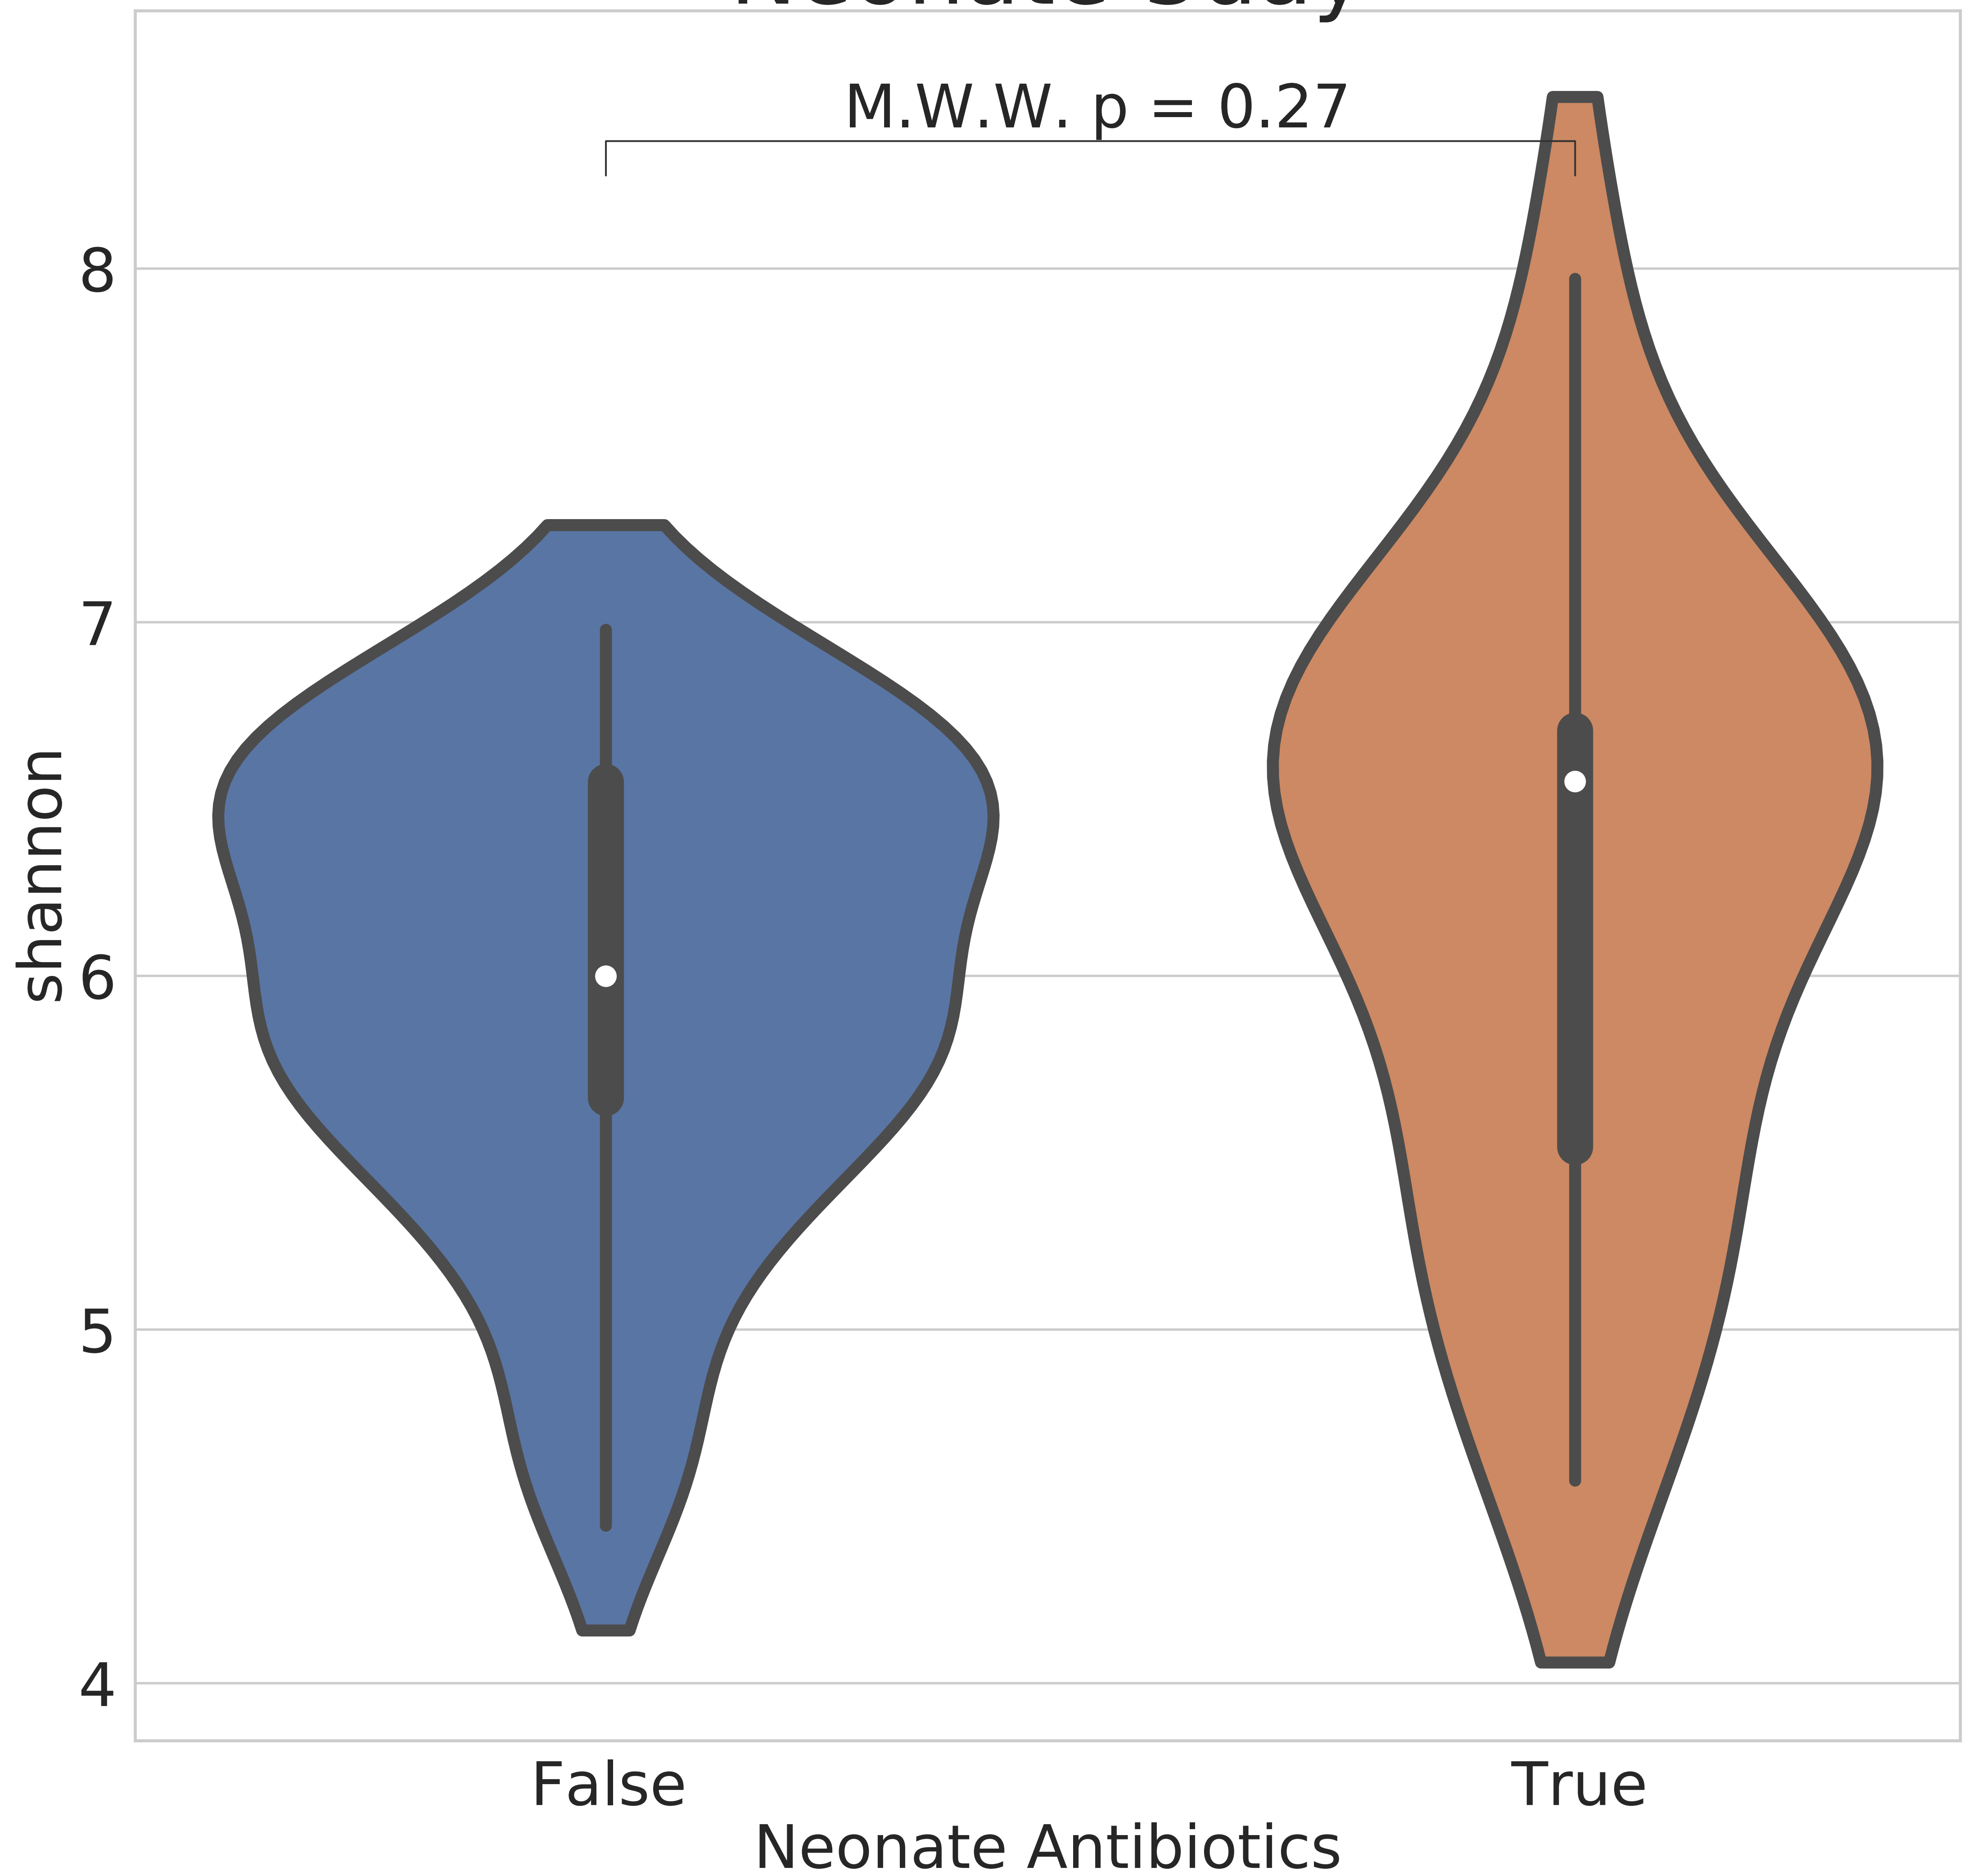 M.W.W. p = 0.27
8
7
6
5
4
shannon
False
True
Neonate Antibiotics